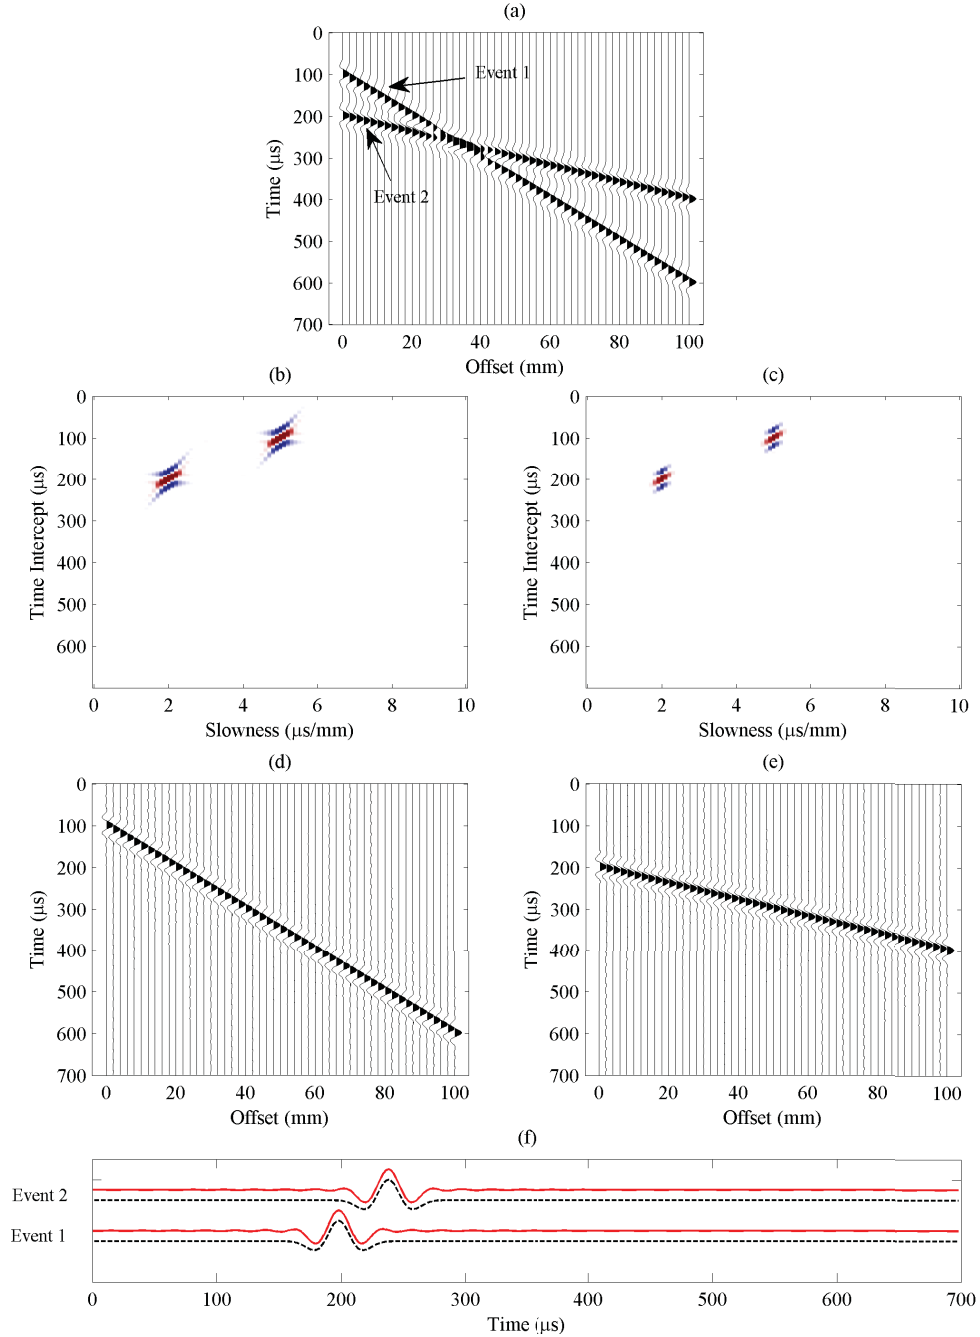 (a)
0
100
200
300
400
500
600
700
Time (μs)
Event 1
Event 2
0 20 40 60 80 100
Offset (mm)
(b)
0
100
200
300
400
500
600
Time Intercept (μs)
0 2 4 6 8 10
Slowness (μs/mm)
(c)
0
100
200
300
400
500
600
Time Intercept (μs)
0 2 4 6 8 10
Slowness (μs/mm)
(d)
0
100
200
300
400
500
600
700
Time (μs)
0 20 40 60 80 100
Offset (mm)
(e)
0
100
200
300
400
500
600
700
Time (μs)
0 20 40 60 80 100
Offset (mm)
(f)
Event 2
Event 1
0 100 200 300 400 500 600 700
Time (μs)